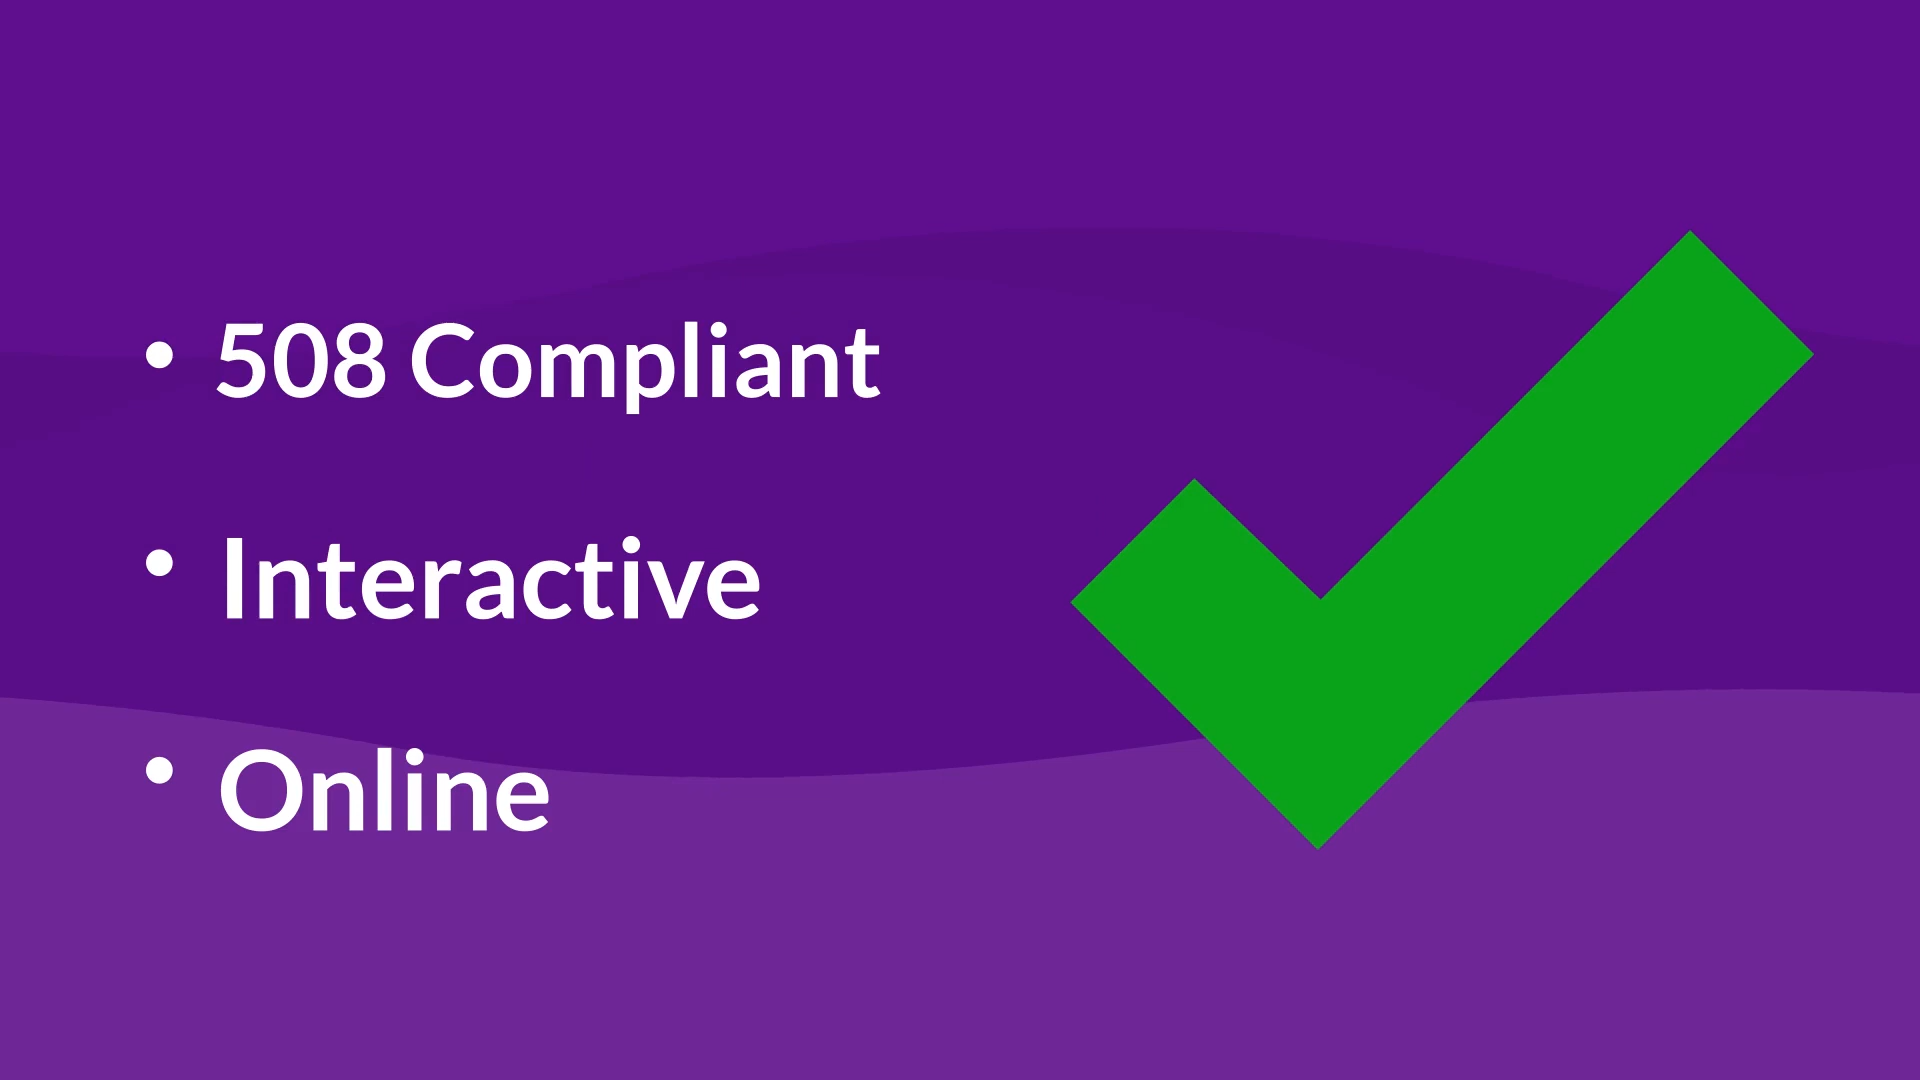 • 508 Compliant
• Interactive
• Online